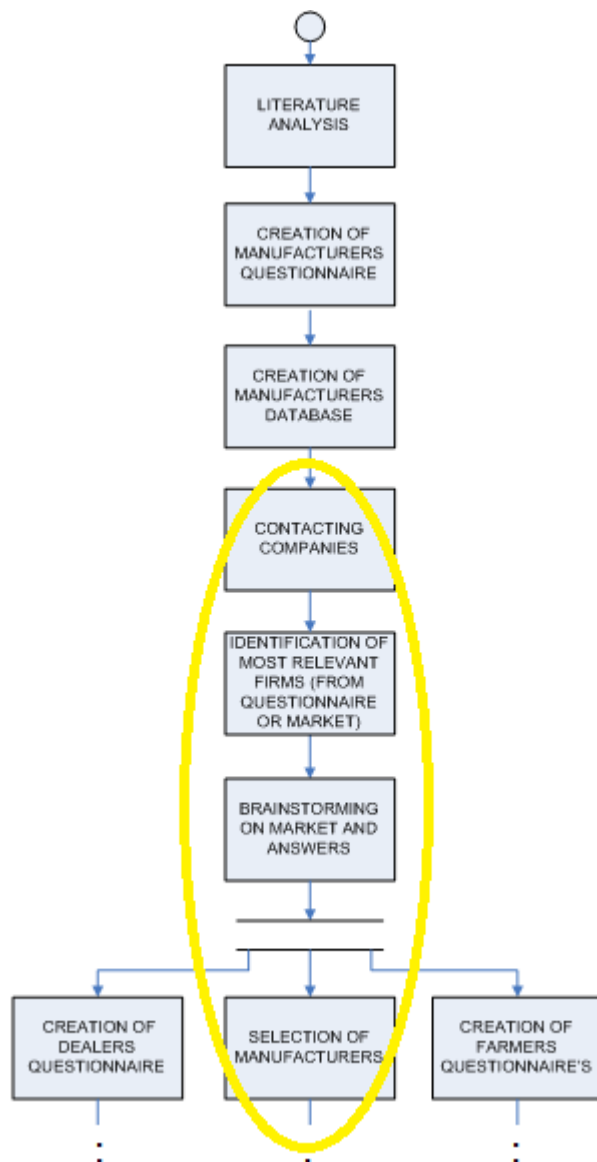 LITERATURE
ANALYSIS
CREATION OF
MANUFACTURERS
QUESTIONNAIRE
CREATION OF
MANUFACTURERS
DATABASE
CONTACTING
COMPANIES
IDENTIFICATION OF
MOST RELEVANT
FIRMS (FROM
QUESTIONNAIRE
OR MARKET)
BRAINSTORMING
ON MARKET AND
ANSWERS
CREATION OF
DEALERS
QUESTIONNAIRE
SELECTION OF
MANUFACTURERS
CREATION OF
FARMERS
QUESTIONNAIRE'S